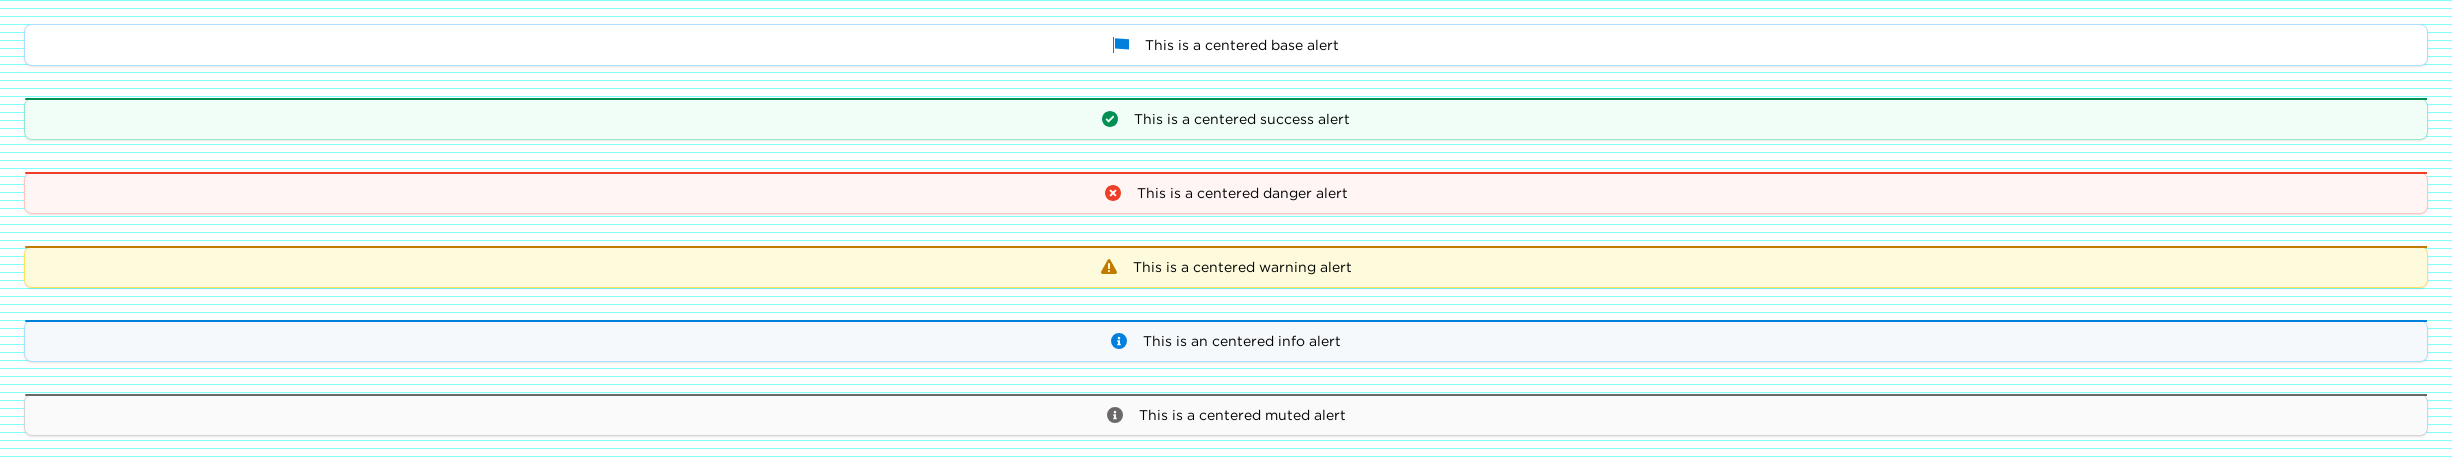 This is a centered base alert
This is a centered success alert
This is a centered danger alert
This is a centered warning alert
This is an centered info alert
This is a centered muted alert